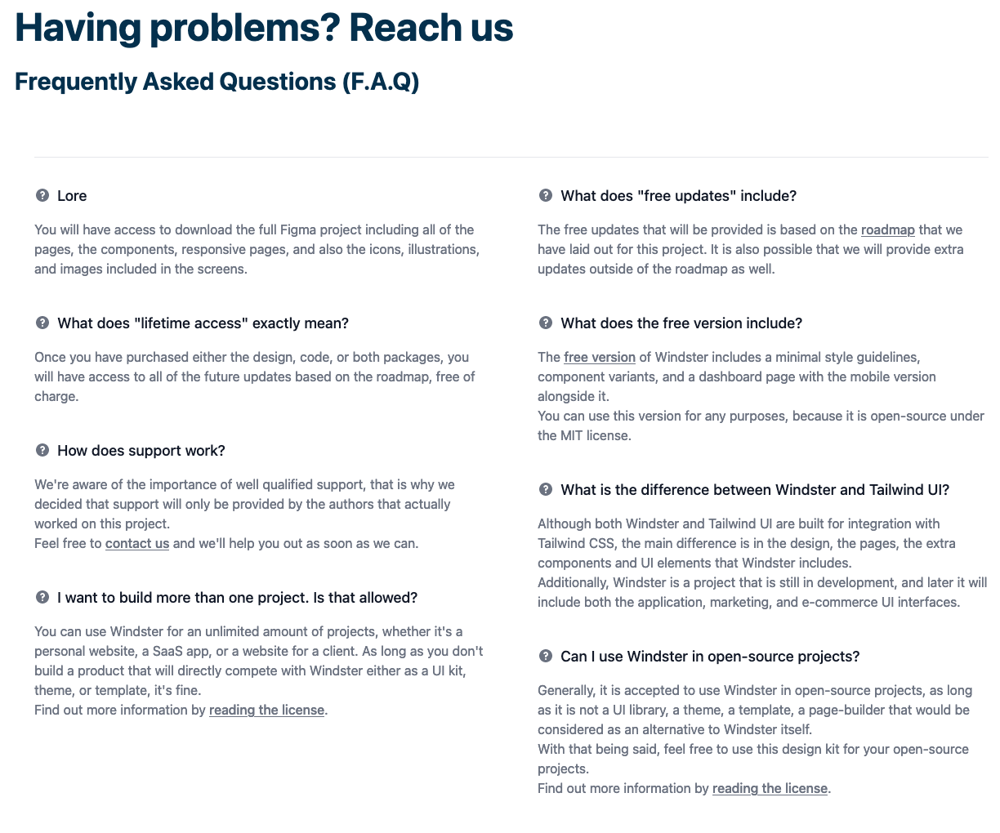 Having problems? Reach us
Frequently Asked Questions (F.A.Q)
Lore
You will have access to download the full Figma project including all of the
pages, the components, responsive pages, and also the icons, illustrations,
and images included in the screens.
What does "lifetime access" exactly mean?
Once you have purchased either the design, code, or both packages, you
will have access to all of the future updates based on the roadmap, free of
charge.
How does support work?
We're aware of the importance of well qualified support, that is why we
decided that support will only be provided by the authors that actually
worked on this project.
Feel free to contact us and we'll help you out as soon as we can.
I want to build more than one project. Is that allowed?
You can use Windster for an unlimited amount of projects, whether it's a
personal website, a SaaS app, or a website for a client. As long as you don't
build a product that will directly compete with Windster either as a UI kit,
theme, or template, it's fine.
Find out more information by reading the license.
What does "free updates" include?
The free updates that will be provided is based on the roadmap that we
have laid out for this project. It is also possible that we will provide extra
updates outside of the roadmap as well.
What does the free version include?
The free version of Windster includes a minimal style guidelines,
component variants, and a dashboard page with the mobile version
alongside it.
You can use this version for any purposes, because it is open-source under
the MIT license.
What is the difference between Windster and Tailwind UI?
Although both Windster and Tailwind UI are built for integration with
Tailwind CSS, the main difference is in the design, the pages, the extra
components and UI elements that Windster includes.
Additionally, Windster is a project that is still in development, and later it will
include both the application, marketing, and e-commerce UI interfaces.
Can I use Windster in open-source projects?
Generally, it is accepted to use Windster in open-source projects, as long
as it is not a UI library, a theme, a template, a page-builder that would be
considered as an alternative to Windster itself.
With that being said, feel free to use this design kit for your open-source
projects.
Find out more information by reading the license.